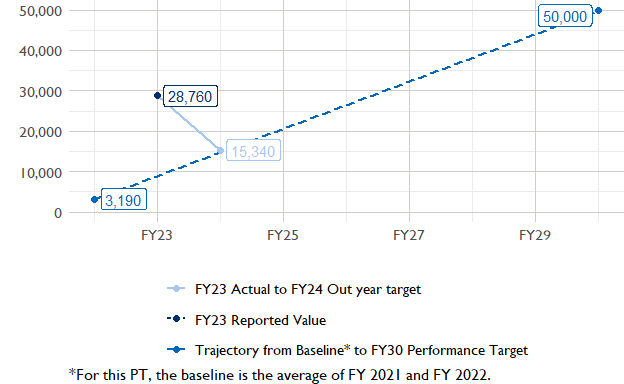 50,000
50,000
40,000
30,000
28,760
20,000
15,340
10,000
3,190
0
FY23 FY25 FY27 FY29
FY23 Actual to FY24 Out year target
FY23 Reported Value
Trajectory from Baseline* to FY30 Performance Target
*For this PT, the baseline is the average of FY 2021 and FY 2022.